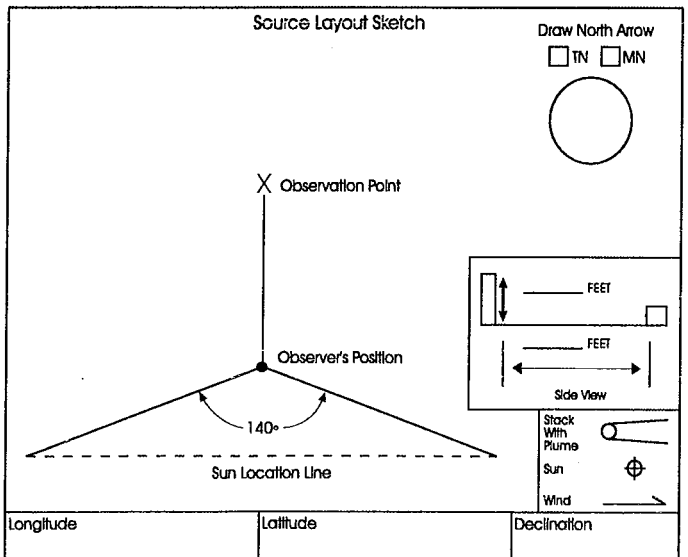 Source Layout Sketch
Draw North Arrow
TN MN
X Observation Point
FEET
Observer's Position
FEET
140°
Side View
Sun Location Line
Stack
With
Plume
Sun
Wind
Longitude Latitude Declination